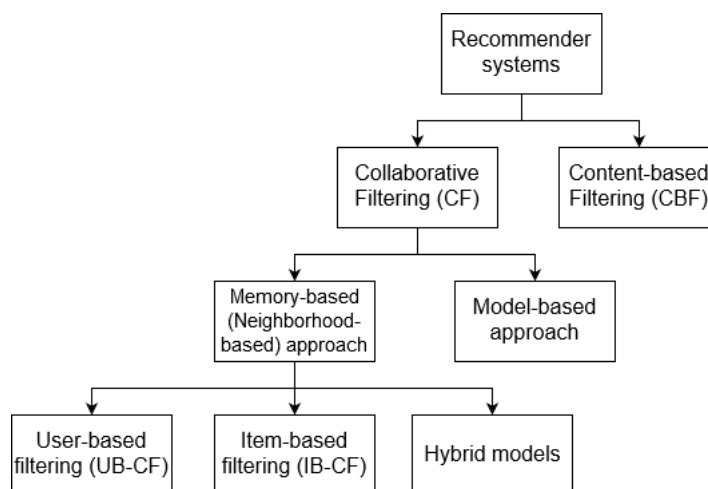 Recommender
systems
Collaborative
Filtering (CF)
Content-based
Filtering (CBF)
Memory-based
(Neighborhood-
based) approach
Model-based
approach
User-based
filtering (UB-CF)
Item-based
filtering (IB-CF)
Hybrid models